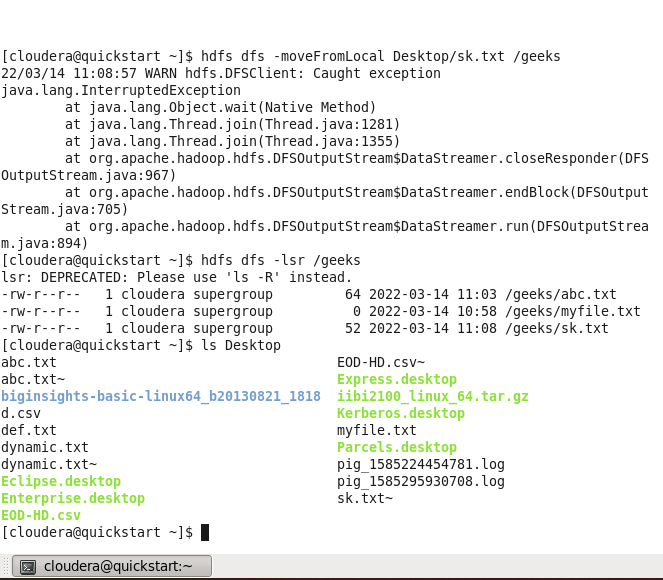 [cloudera@quickstart ~]$ hdfs dfs -moveFromLocal Desktop/sk.txt /geeks
22/03/14 11:08:57 WARN hdfs.DFSClient: Caught exception
java.lang.InterruptedException
        at java.lang.Object.wait(Native Method)
        at java.lang.Thread.join(Thread.java:1281)
        at java.lang.Thread.join(Thread.java:1355)
        at org.apache.hadoop.hdfs.DFSOutputStream$DataStreamer.closeResponder(DFS
OutputStream.java:967)
        at org.apache.hadoop.hdfs.DFSOutputStream$DataStreamer.endBlock(DFSOutput
Stream.java:705)
        at org.apache.hadoop.hdfs.DFSOutputStream$DataStreamer.run(DFSOutputStrea
m.java:894)
[cloudera@quickstart ~]$ hdfs dfs -lsr /geeks
lsr: DEPRECATED: Please use 'ls -R' instead.
-rw-r--r--   1 cloudera supergroup         64 2022-03-14 11:03 /geeks/abc.txt
-rw-r--r--   1 cloudera supergroup          0 2022-03-14 10:58 /geeks/myfile.txt
-rw-r--r--   1 cloudera supergroup         52 2022-03-14 11:08 /geeks/sk.txt
[cloudera@quickstart ~]$ ls Desktop
abc.txt                                   EOD-HD.csv~
abc.txt~                                  Express.desktop
biginsights-basic-linux64_b20130821_1818  iibi2100_linux_64.tar.gz
d.csv                                     Kerberos.desktop
def.txt                                   myfile.txt
dynamic.txt                               Parcels.desktop
dynamic.txt~                              pig_1585224454781.log
Eclipse.desktop                           pig_1585295930708.log
Enterprise.desktop                        sk.txt~
EOD-HD.csv
[cloudera@quickstart ~]$
cloudera@quickstart:~